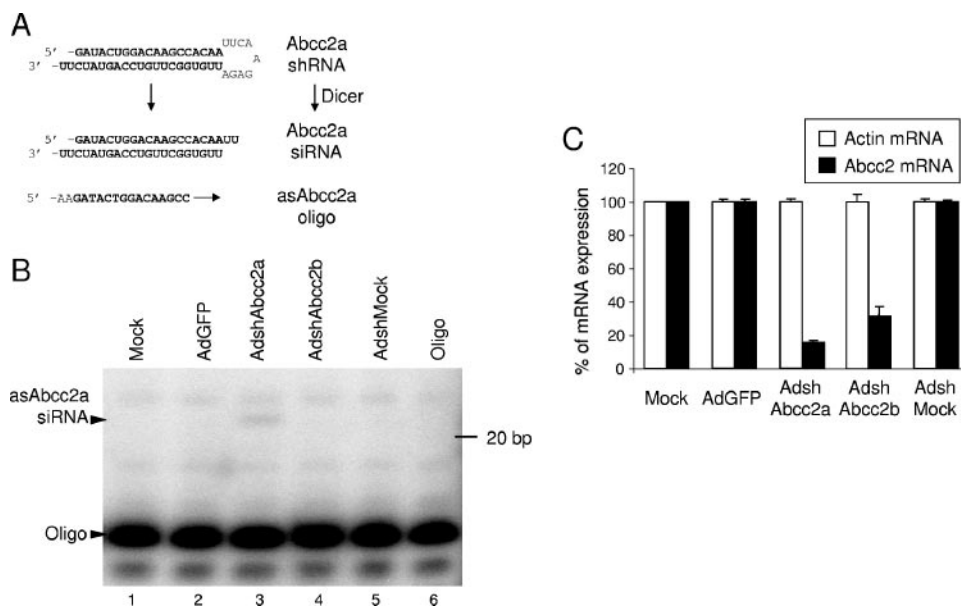 A
5' -GAUACUGGACAAGCCACAA UUCA
A
3' -UUCUAUGACCUGUUCGGUGUU AGAG
Abcc2a
shRNA
Dicer
5' -GAUACUGGACAAGCCACAAUU
3' -UUCUAUGACCUGUUCGGUGUU
Abcc2a
siRNA
5' -AAGATACTGGACAAGCC
asAbcc2a
oligo
B
Mock
AdGFP
AdshAbcc2a
AdshAbcc2b
AdshMock
Oligo
asAbcc2a
siRNA
20 bp
Oligo
1 2 3 4 5 6
C
Actin mRNA
Abcc2 mRNA
% of mRNA expression
120
100
80
60
40
20
0
Mock
AdGFP
Adsh
Abcc2a
Adsh
Abcc2b
Adsh
Mock